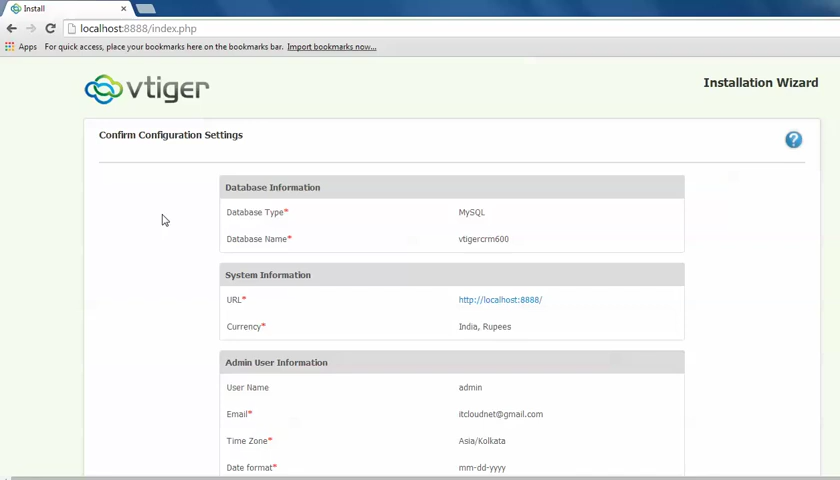 Install
localhost:8888/index.php
Apps For quick access, place your bookmarks here on the bookmarks bar. Import bookmarks now...
vtiger
Installation Wizard
Confirm Configuration Settings
?
Database Information
Database Type* MySQL
Database Name* vtigercrm600
System Information
URL* http://localhost:8888/
Currency* India, Rupees
Admin User Information
User Name admin
Email* itcloudnet@gmail.com
Time Zone* Asia/Kolkata
Date format* mm-dd-yyyy